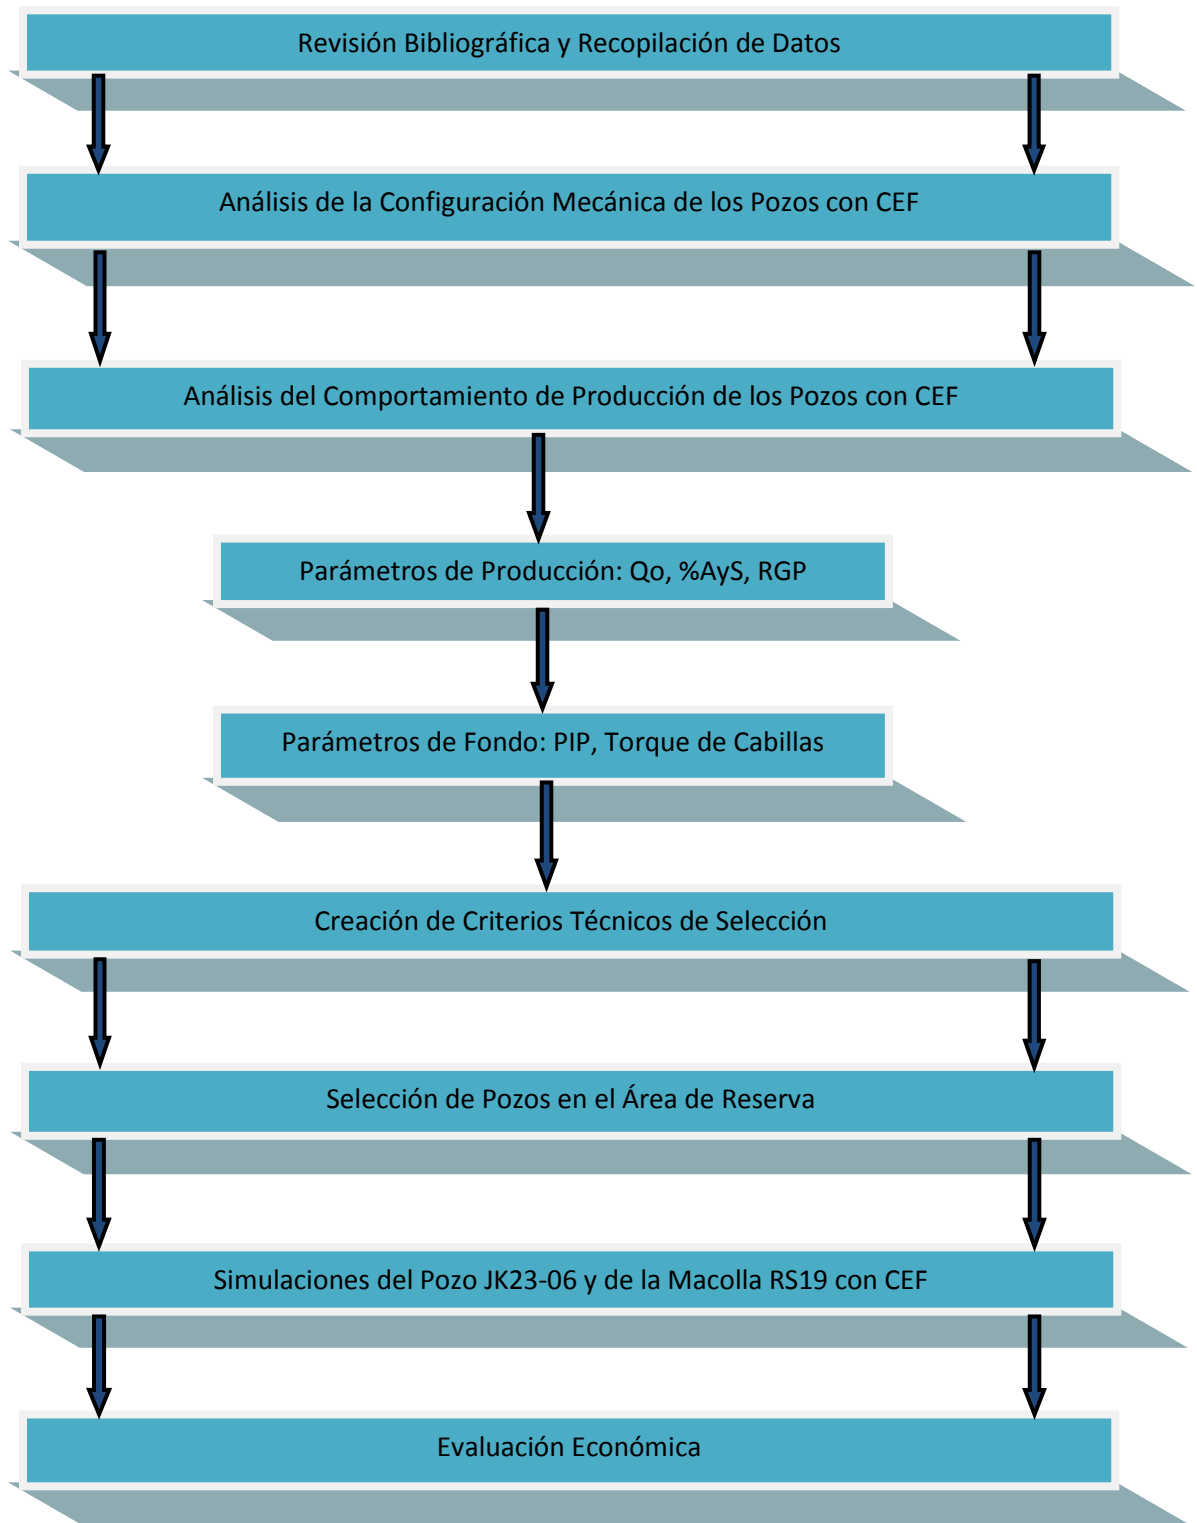 Revisión Bibliográfica y Recopilación de Datos
Análisis de la Configuración Mecánica de los Pozos con CEF
Análisis del Comportamiento de Producción de los Pozos con CEF
Parámetros de Producción: Qo, %AyS, RGP
Parámetros de Fondo: PIP, Torque de Cabillas
Creación de Criterios Técnicos de Selección
Selección de Pozos en el Área de Reserva
Simulaciones del Pozo JK23-06 y de la Macolla RS19 con CEF
Evaluación Económica